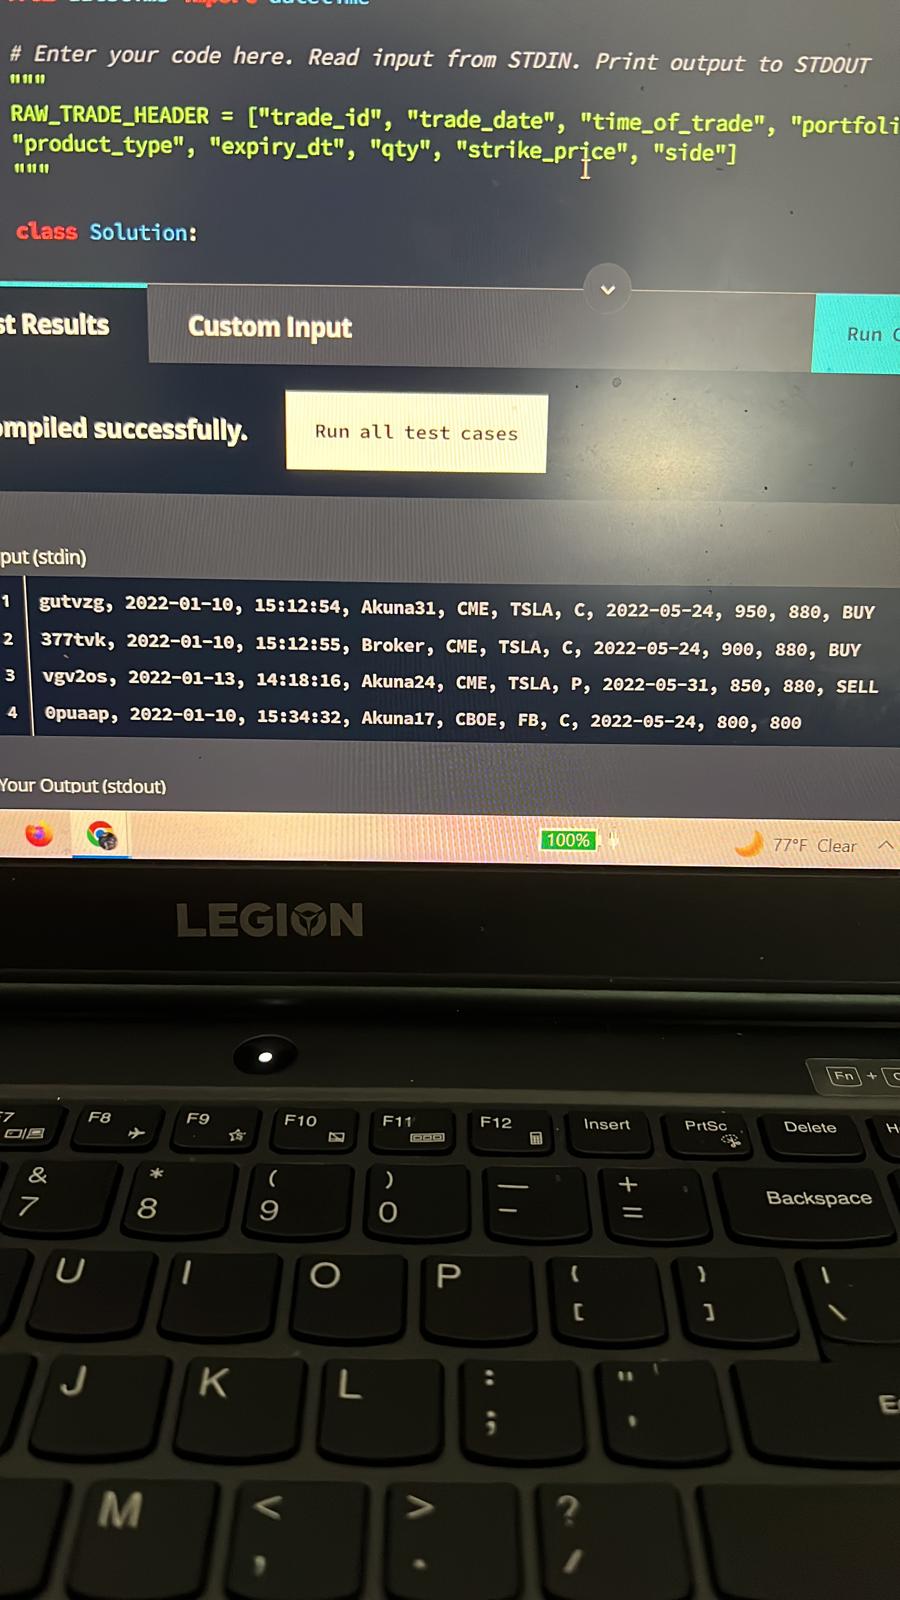 # Enter your code here. Read input from STDIN. Print output to STDOUT
"""
RAW_TRADE_HEADER = ["trade_id", "trade_date", "time_of_trade", "portfoli
"product_type", "expiry_dt", "qty", "strike_price", "side"]
"""
class Solution:
st Results
Custom Input
Run C
ompiled successfully.
Run all test cases
put (stdin)
1 gutvzg, 2022-01-10, 15:12:54, Akuna31, CME, TSLA, C, 2022-05-24, 950, 880, BUY
2 377tvk, 2022-01-10, 15:12:55, Broker, CME, TSLA, C, 2022-05-24, 900, 880, BUY
3 vgv2os, 2022-01-13, 14:18:16, Akuna24, CME, TSLA, P, 2022-05-31, 850, 880, SELL
4 0puaap, 2022-01-10, 15:34:32, Akuna17, CBOE, FB, C, 2022-05-24, 800, 800
Your Output (stdout)
100% 77°F Clear
LEGION
Fn +
F7 F8 F9 F10 F11 F12 Insert PrtSc Delete H
& * ( ) — +
7 8 9 0 - = Backspace
U I O P { }
[ ] \
J K L : "
; ' E
M < > ?
, . /